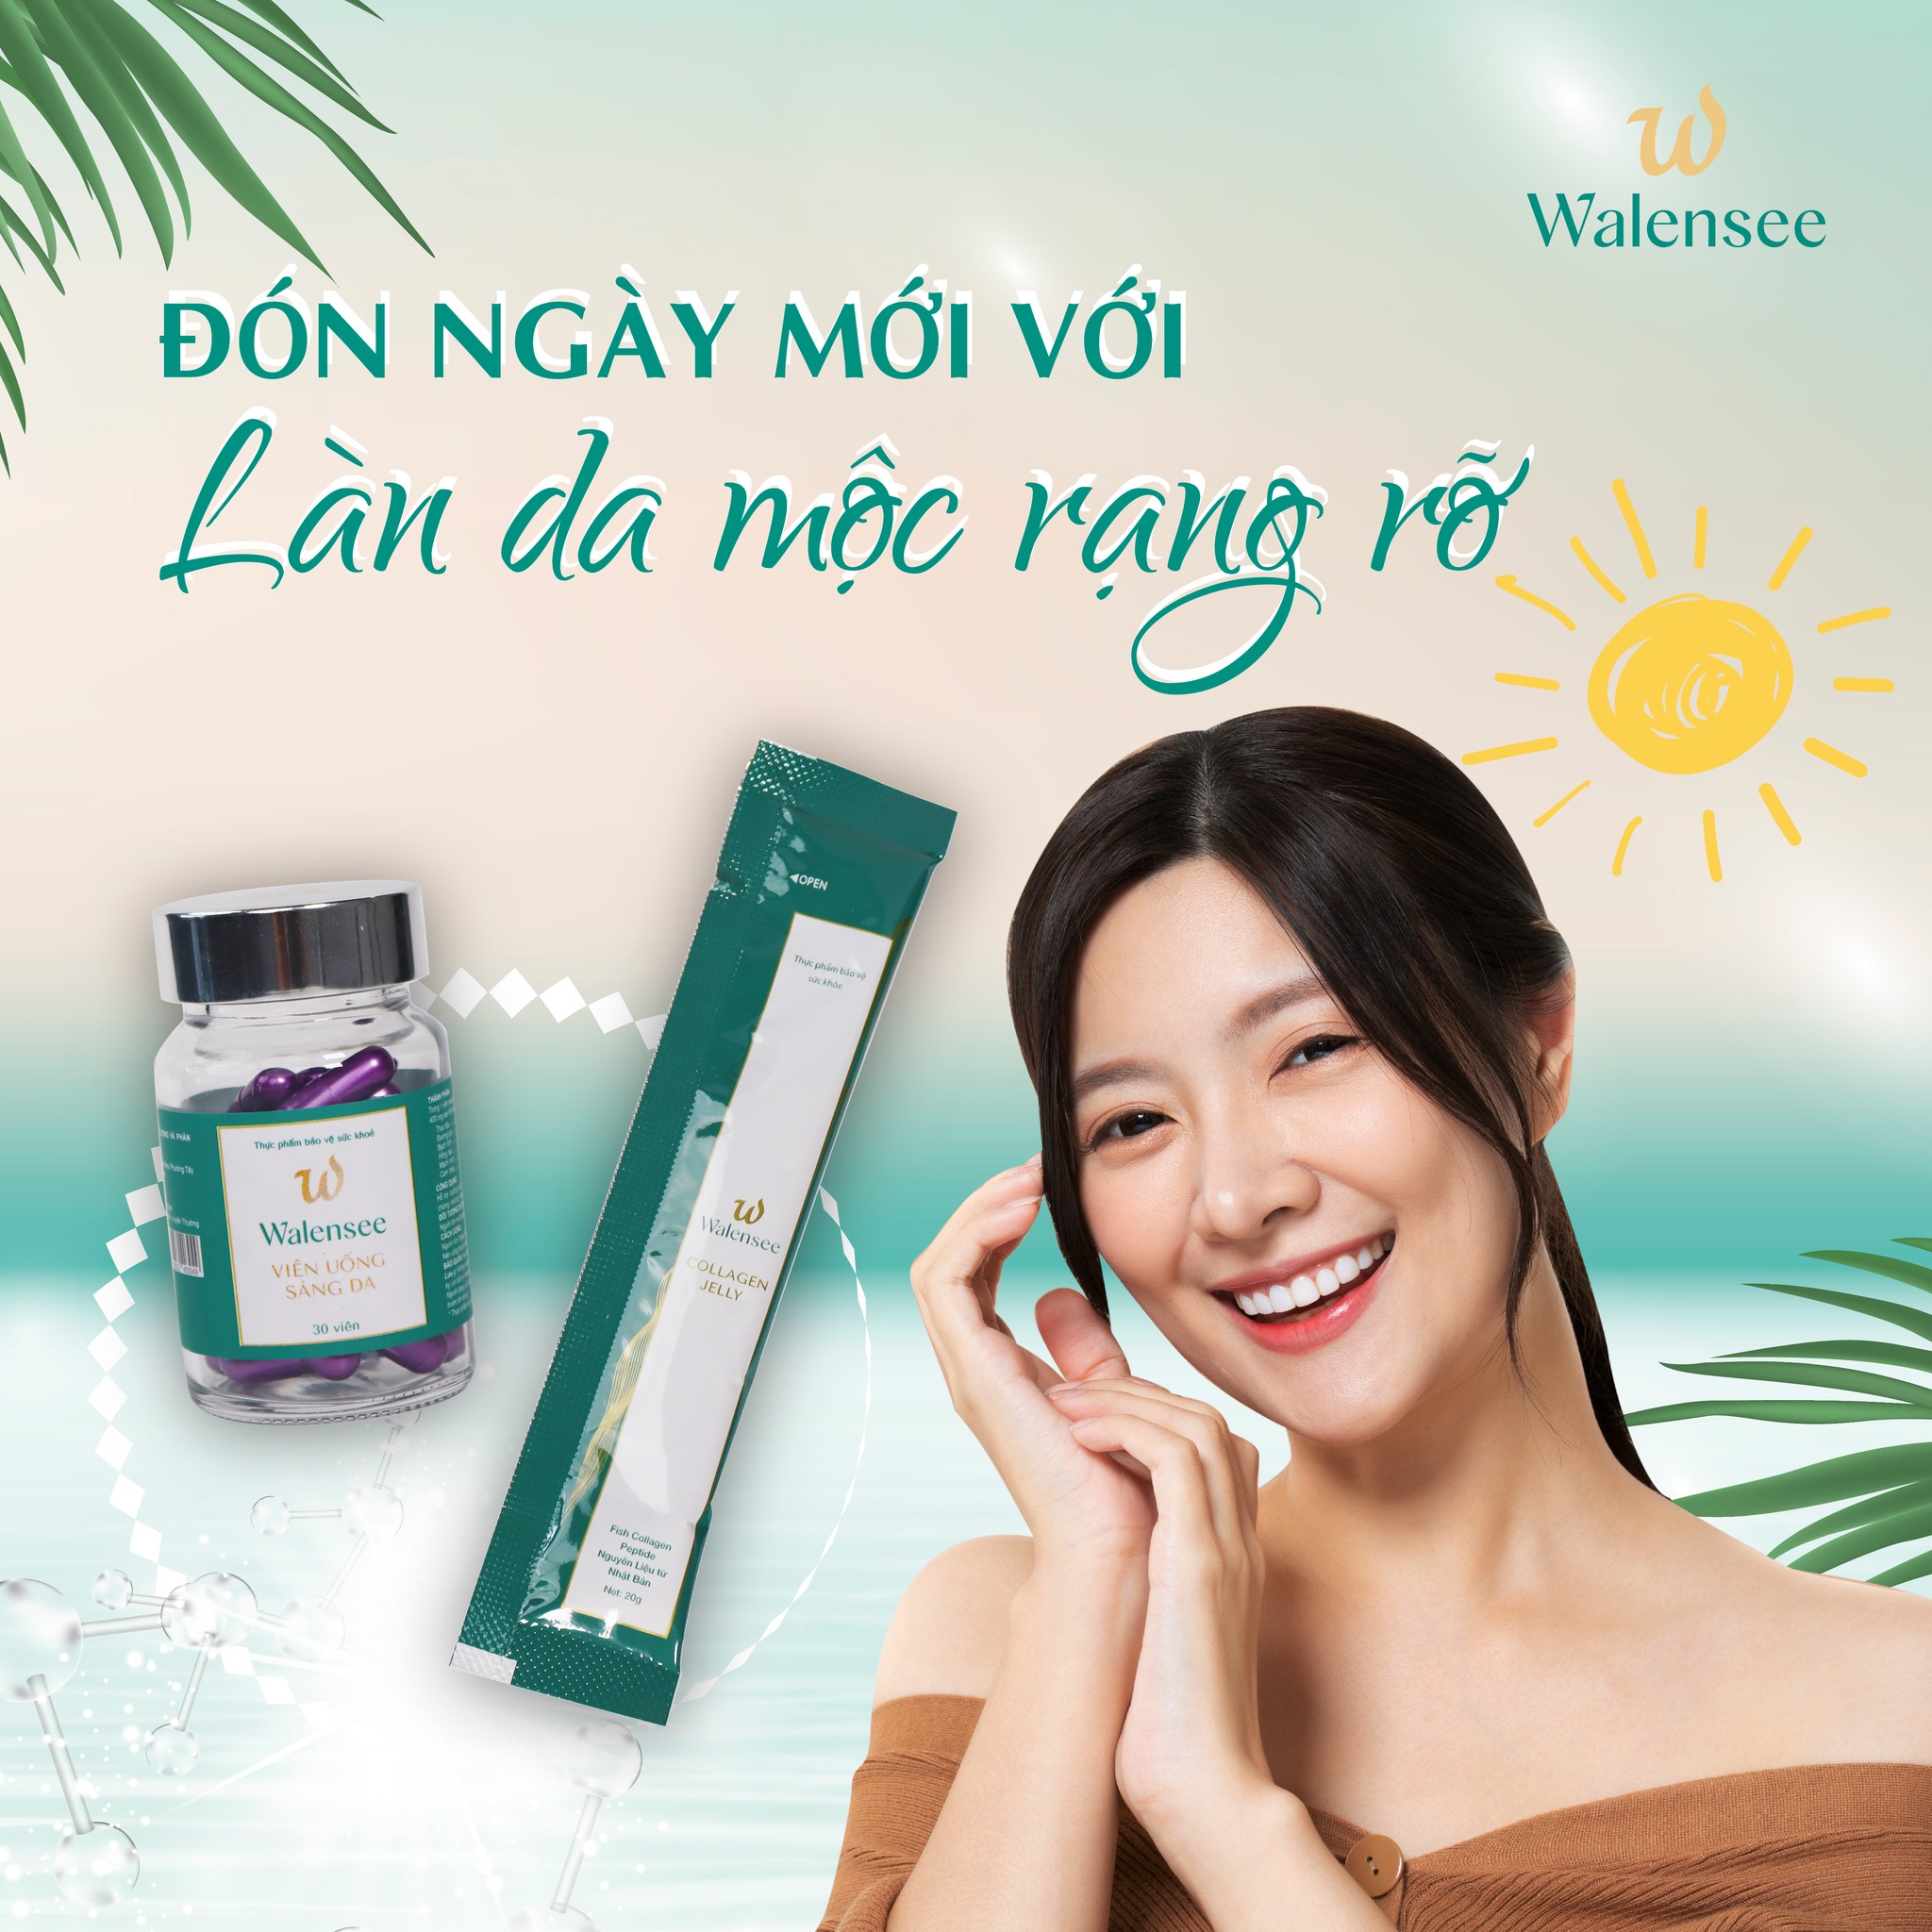 W
Walensee
ĐÓN NGÀY MỚI VỚI
Làn da mộc rạng rỡ
OPEN
Thực phẩm bảo vệ
sức khỏe
W
Walensee
COLLAGEN
JELLY
Fish Collagen
Peptide
Nguyên Liệu từ
Nhật Bản
Net: 20g
Thực phẩm bảo vệ sức khoẻ
W
Walensee
VIÊN UỐNG
SÁNG DA
30 viên